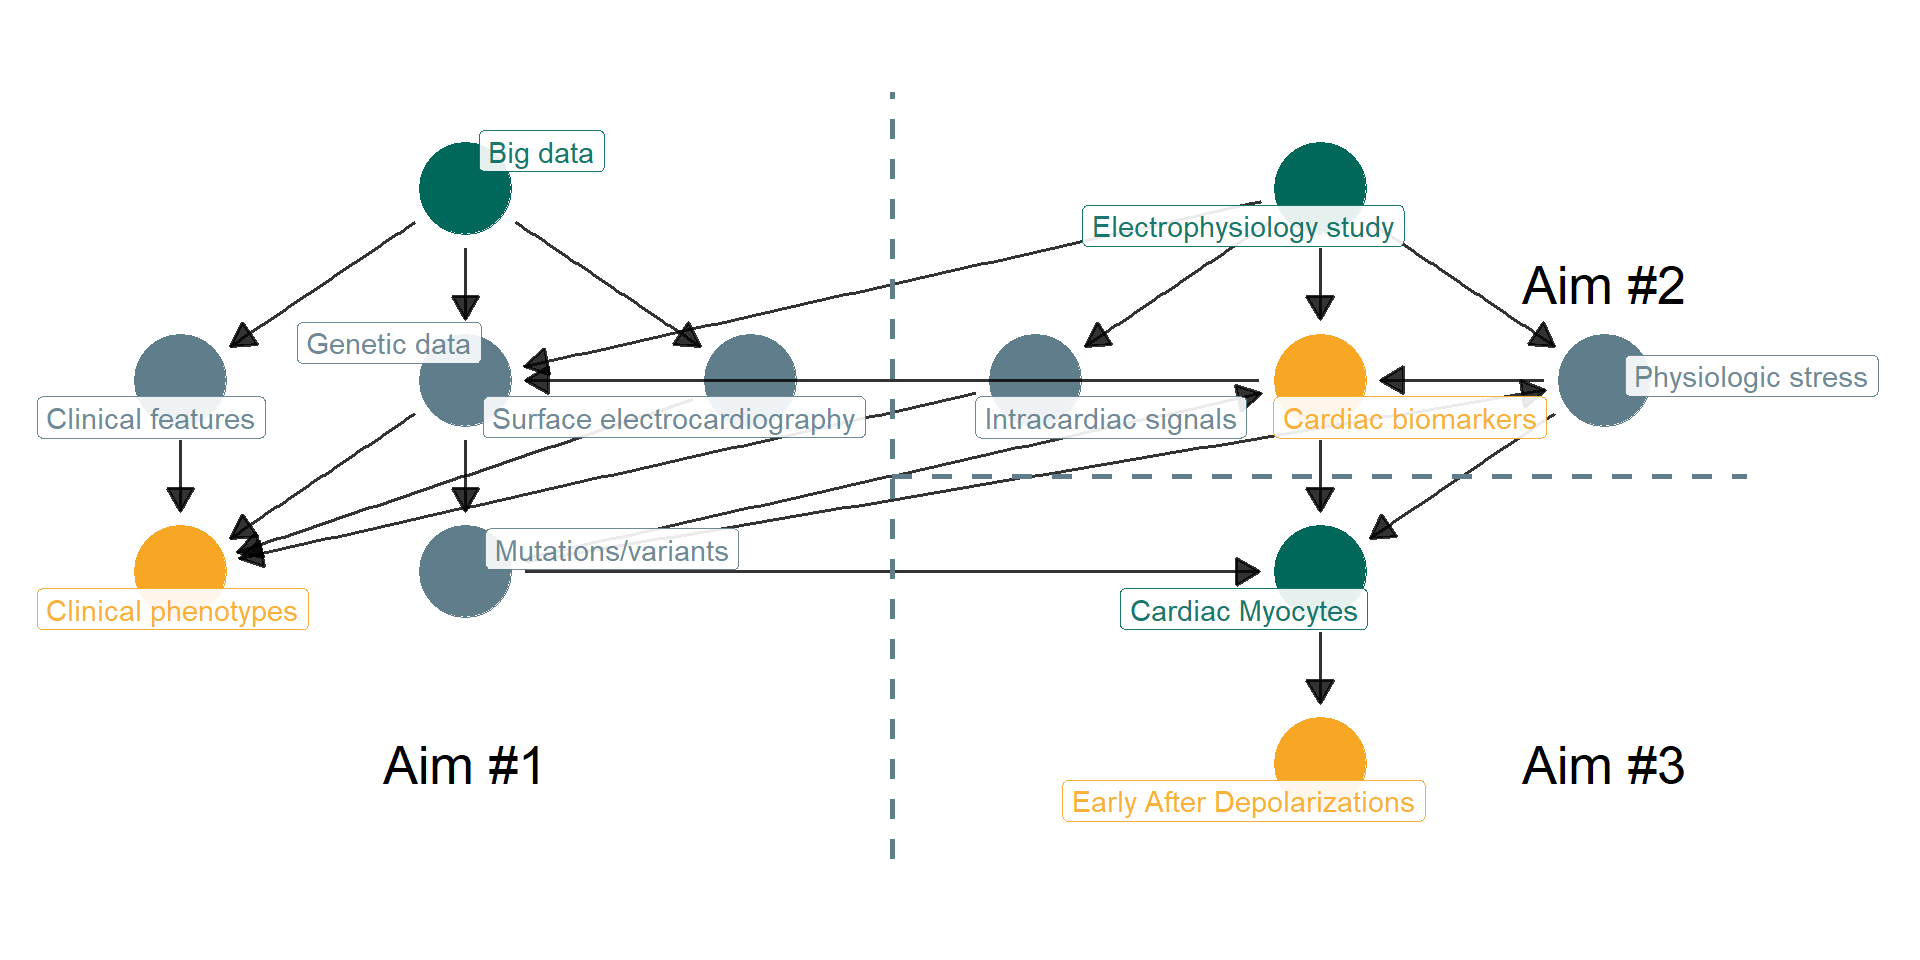 Big data
Electrophysiology study
Aim #2
Genetic data
Physiologic stress
Clinical features
Surface electrocardiography
Intracardiac signals
Cardiac biomarkers
Mutations/variants
Clinical phenotypes
Cardiac Myocytes
Aim #1
Aim #3
Early After Depolarizations